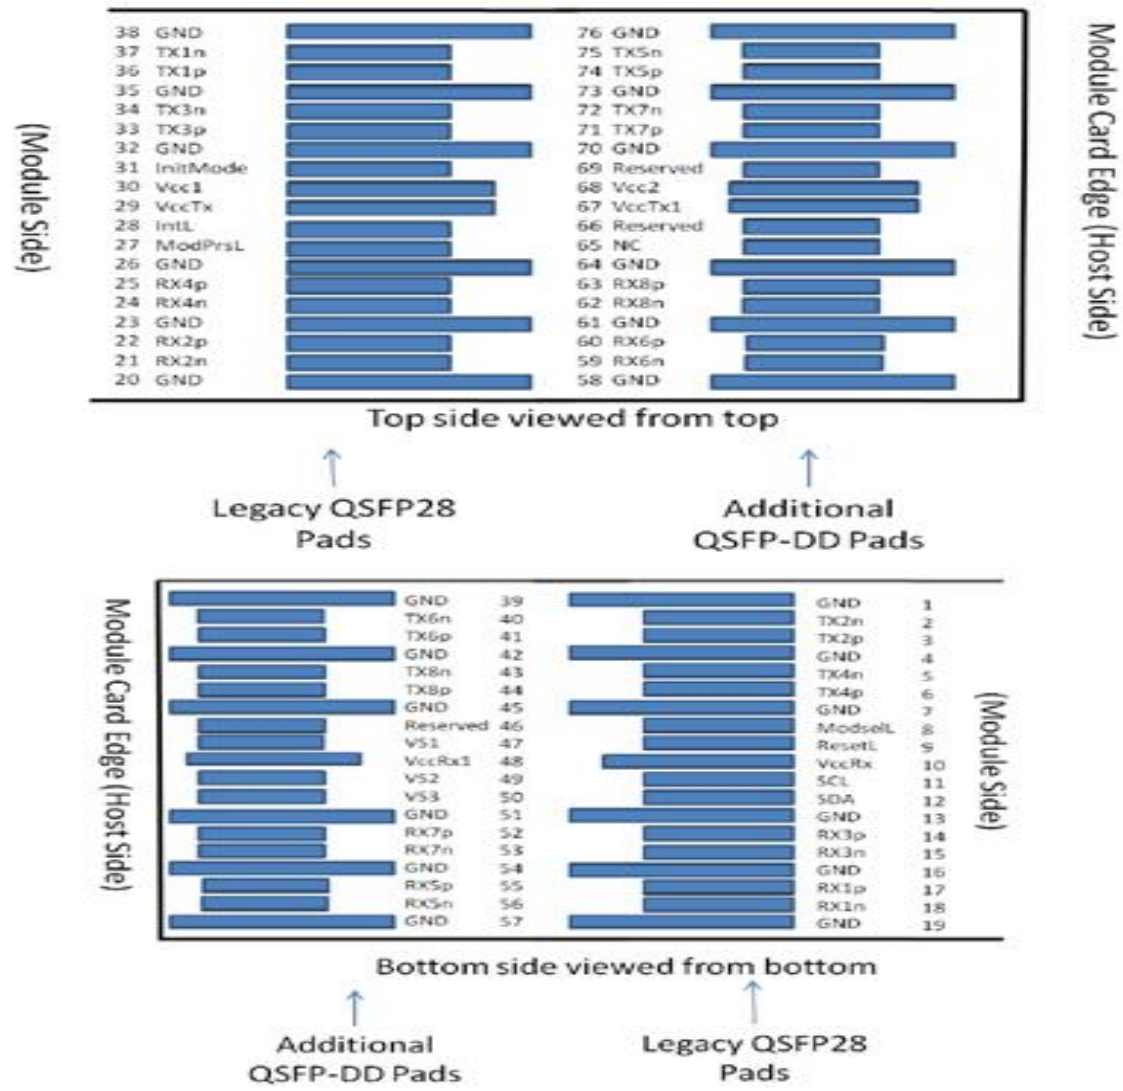 38 GND 76 GND
37 TX1n 75 TX5n
36 TX1p 74 TX5p
35 GND 73 GND
34 TX3n 72 TX7n
33 TX3p 71 TX7p
32 GND 70 GND
31 InitMode 69 Reserved
30 Vcc1 68 Vcc2
29 VccTx 67 VccTx1
28 IntL 66 Reserved
27 ModPrsL 65 NC
26 GND 64 GND
25 RX4p 63 RX8p
24 RX4n 62 RX8n
23 GND 61 GND
22 RX2p 60 RX6p
21 RX2n 59 RX6n
20 GND 58 GND
(Module Side)
Module Card Edge (Host Side)
Top side viewed from top
Legacy QSFP28
Pads
Additional
QSFP-DD Pads
Module Card Edge (Host Side)
GND 39 GND 1
TX6n 40 TX2n 2
TX6p 41 TX2p 3
GND 42 GND 4
TX8n 43 TX4n 5
TX8p 44 TX4p 6
GND 45 GND 7
Reserved 46 ModselL 8
VS1 47 ResetL 9
VccRx1 48 VccRx 10
VS2 49 SCL 11
VS3 50 SDA 12
GND 51 GND 13
RX7p 52 RX3p 14
RX7n 53 RX3n 15
GND 54 GND 16
RX5p 55 RX1p 17
RX5n 56 RX1n 18
GND 57 GND 19
(Module Side)
Bottom side viewed from bottom
Additional
QSFP-DD Pads
Legacy QSFP28
Pads